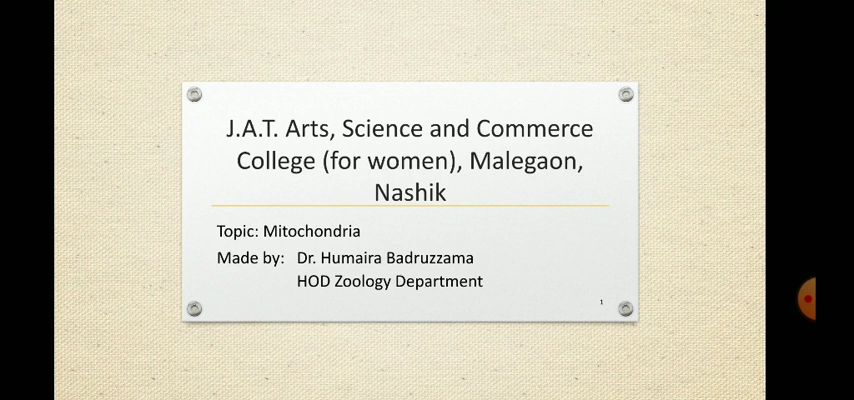 J.A.T. Arts, Science and Commerce
College (for women), Malegaon,
Nashik
Topic: Mitochondria
Made by: Dr. Humaira Badruzzama
HOD Zoology Department
1